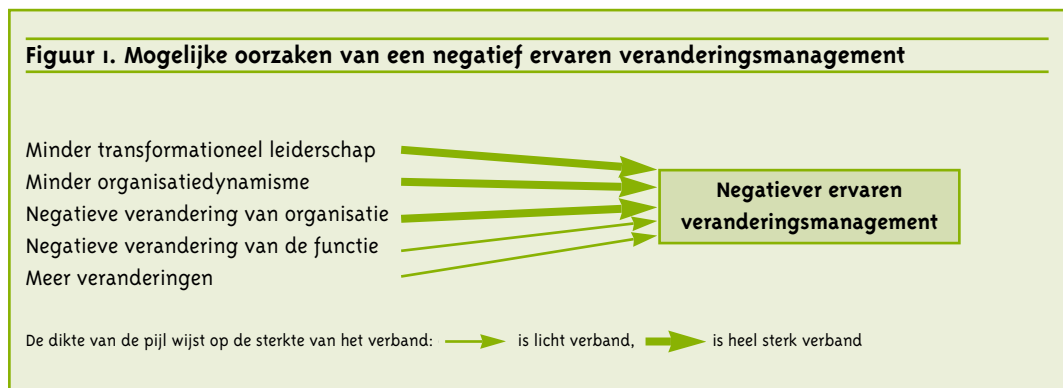 Figuur 1. Mogelijke oorzaken van een negatief ervaren veranderingsmanagement
Minder transformationeel leiderschap
Minder organisatiedynamisme
Negatieve verandering van organisatie
Negatieve verandering van de functie
Meer veranderingen
Negatiever ervaren
veranderingsmanagement
De dikte van de pijl wijst op de sterkte van het verband: is licht verband, is heel sterk verband